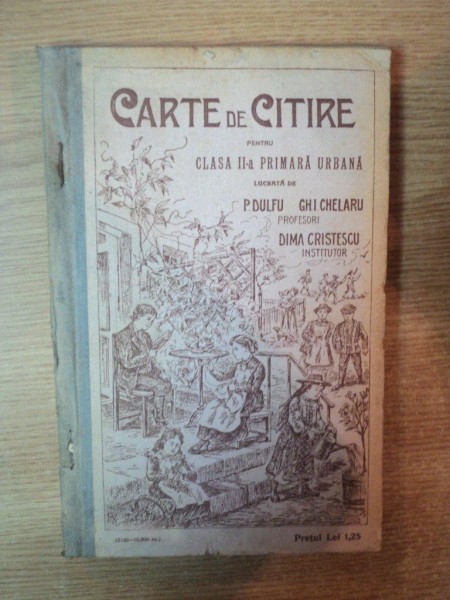 CARTE DE CITIRE
PENTRU
CLASA II-a PRIMARĂ URBANĂ
LUCRATĂ DE
P. DULFU GH. I. CHELARU
PROFESORI
DIMA CRISTESCU
INSTITUTOR
Prețul Lei 1,25